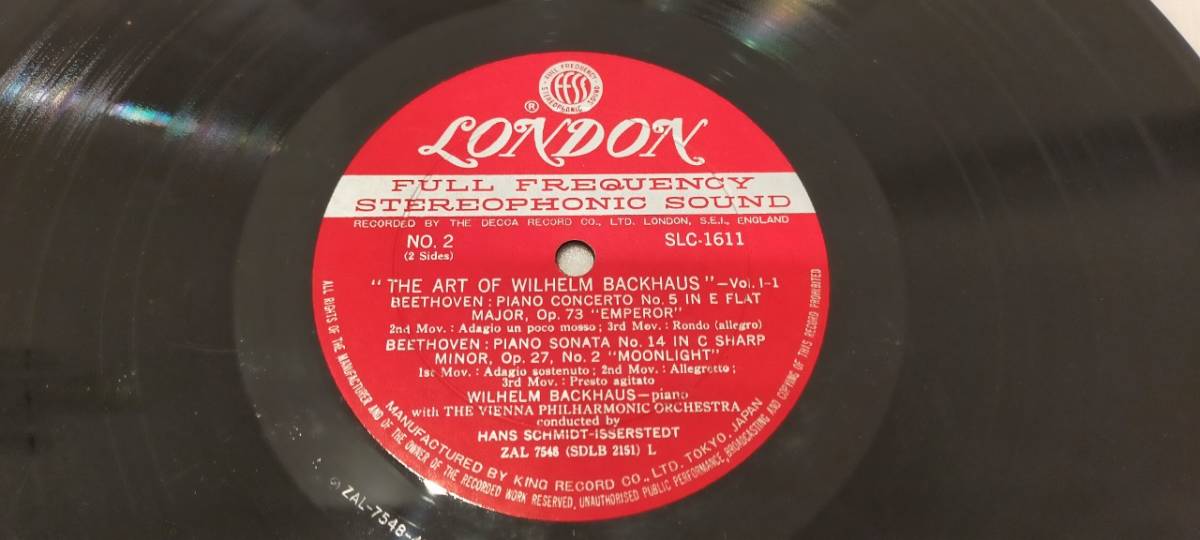 FULL FREQUENCY
ffss
STEREOPHONIC SOUND
®
LONDON
FULL FREQUENCY
STEREOPHONIC SOUND
RECORDED BY THE DECCA RECORD CO., LTD. LONDON, S.E.I., ENGLAND
NO. 2
SLC-1611
(2 Sides)
"THE ART OF WILHELM BACKHAUS"—Vol. 1-1
BEETHOVEN : PIANO CONCERTO No. 5 IN E FLAT
MAJOR, Op. 73 "EMPEROR"
2nd Mov. : Adagio un poco mosso ; 3rd Mov. : Rondo (allegro)
BEETHOVEN : PIANO SONATA No. 14 IN C SHARP
MINOR, Op. 27, No. 2 "MOONLIGHT"
1st Mov. : Adagio sostenuto ; 2nd Mov. : Allegretto ;
3rd Mov. : Presto agitato
WILHELM BACKHAUS—piano
with THE VIENNA PHILHARMONIC ORCHESTRA
conducted by
HANS SCHMIDT-ISSERSTEDT
ZAL 7548 (SDLB 2151) L
MANUFACTURED BY KING RECORD CO., LTD. TOKYO, JAPAN
ALL RIGHTS OF THE MANUFACTURER AND OF THE OWNER OF THE RECORDED WORK RESERVED, UNAUTHORISED PUBLIC PERFORMANCE, BROADCASTING AND COPYING OF THIS RECORD PROHIBITED
ZAL-7548-